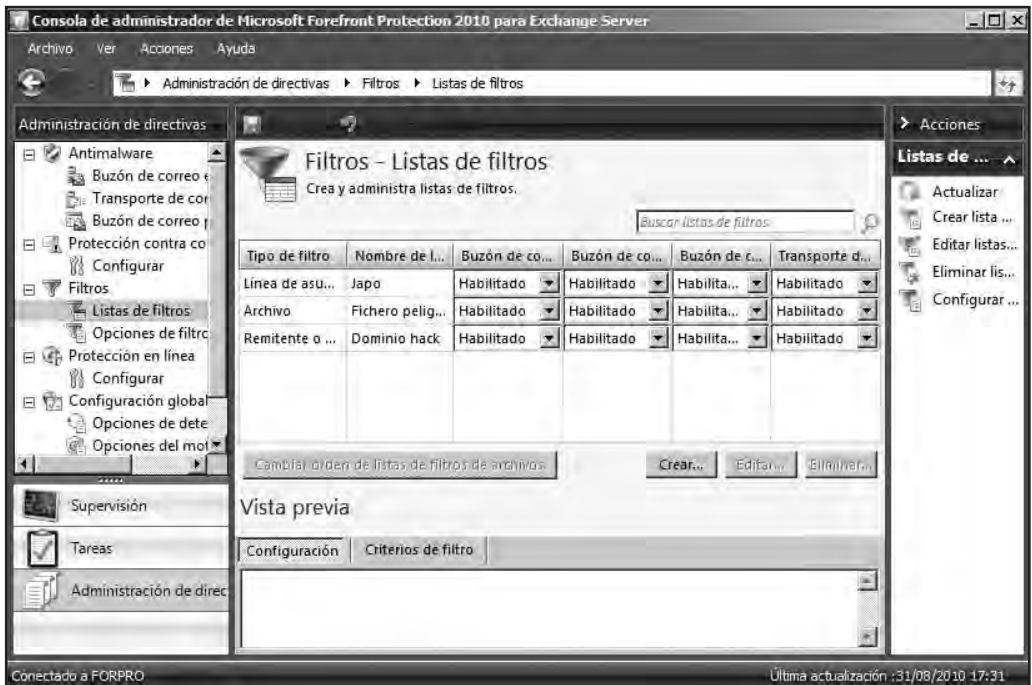 Consola de administrador de Microsoft Forefront Protection 2010 para Exchange Server
Archivo Ver Acciones Ayuda
Administración de directivas Filtros Listas de filtros
Administración de directivas
Antimalware
Buzón de correo e
Transporte de cor
Buzón de correo p
Protección contra co
Configurar
Filtros
Listas de filtros
Opciones de filtro
Protección en línea
Configurar
Configuración global
Opciones de dete
Opciones del mot
Supervisión
Tareas
Administración de direc
Filtros - Listas de filtros
Crea y administra listas de filtros.
Buscar listas de filtros
Tipo de filtro Nombre de l... Buzón de co... Buzón de co... Buzón de c... Transporte d...
Línea de asu... Japo Habilitado Habilitado Habilita... Habilitado
Archivo Fichero pelig... Habilitado Habilitado Habilita... Habilitado
Remitente o ... Dominio hack Habilitado Habilitado Habilita... Habilitado
Cambiar orden de listas de filtros de archivos Crear... Editar... Eliminar...
Vista previa
Configuración Criterios de filtro
Acciones
Listas de ...
Actualizar
Crear lista ...
Editar listas...
Eliminar lis...
Configurar ...
Conectado a FORPRO Última actualización :31/08/2010 17:31